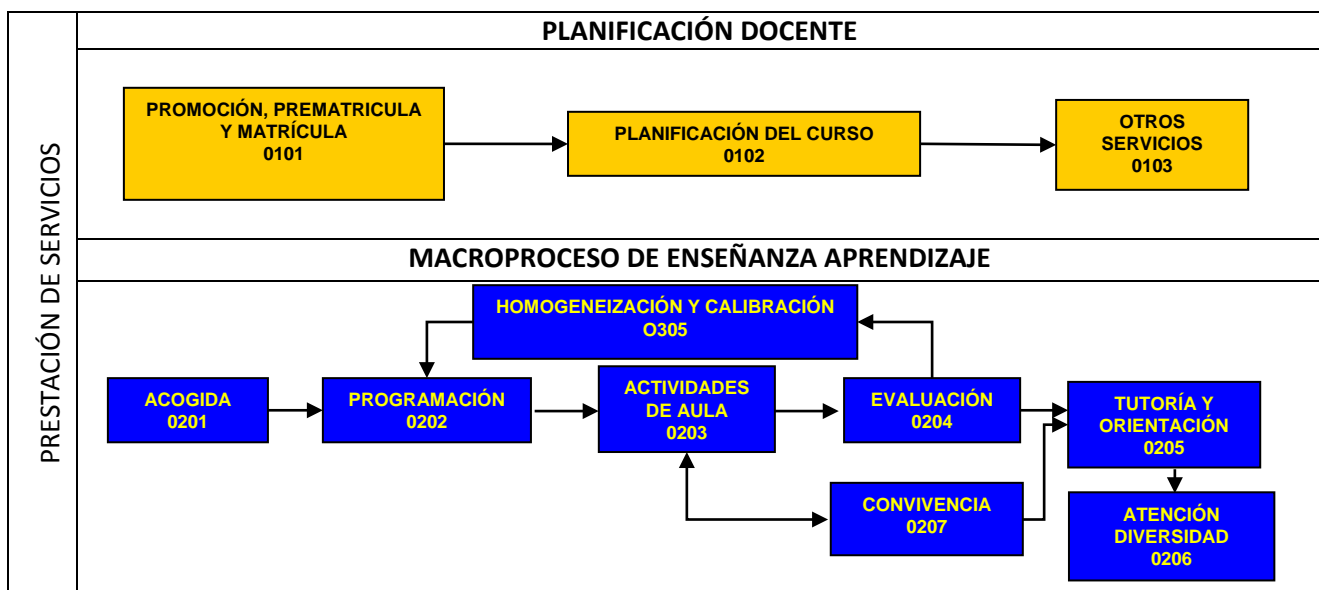 PRESTACIÓN DE SERVICIOS
PLANIFICACIÓN DOCENTE
PROMOCIÓN, PREMATRICULA
Y MATRÍCULA
0101
PLANIFICACIÓN DEL CURSO
0102
OTROS
SERVICIOS
0103
MACROPROCESO DE ENSEÑANZA APRENDIZAJE
HOMOGENEIZACIÓN Y CALIBRACIÓN
O305
ACOGIDA
0201
PROGRAMACIÓN
0202
ACTIVIDADES
DE AULA
0203
EVALUACIÓN
0204
TUTORÍA Y
ORIENTACIÓN
0205
CONVIVENCIA
0207
ATENCIÓN
DIVERSIDAD
0206